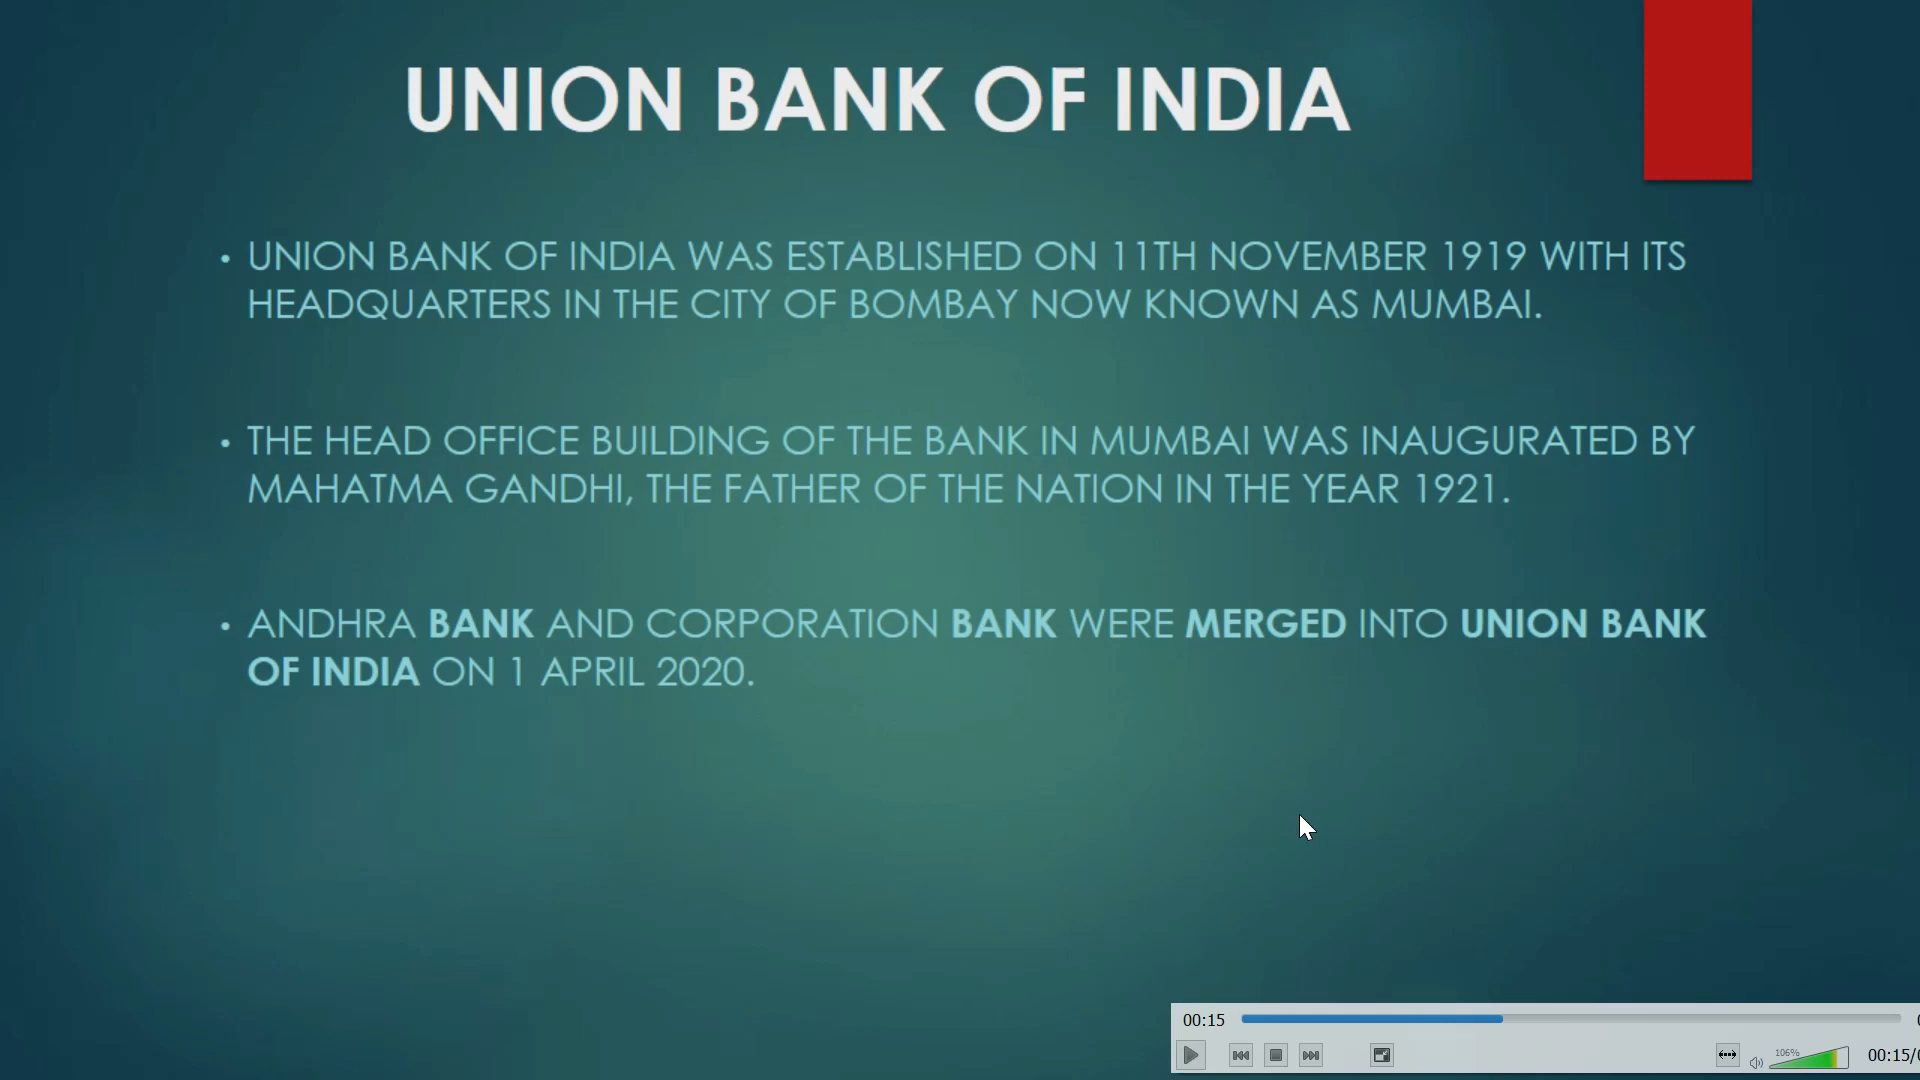 UNION BANK OF INDIA
• UNION BANK OF INDIA WAS ESTABLISHED ON 11TH NOVEMBER 1919 WITH ITS
HEADQUARTERS IN THE CITY OF BOMBAY NOW KNOWN AS MUMBAI.
• THE HEAD OFFICE BUILDING OF THE BANK IN MUMBAI WAS INAUGURATED BY
MAHATMA GANDHI, THE FATHER OF THE NATION IN THE YEAR 1921.
• ANDHRA BANK AND CORPORATION BANK WERE MERGED INTO UNION BANK
OF INDIA ON 1 APRIL 2020.
00:15
106%
00:15/